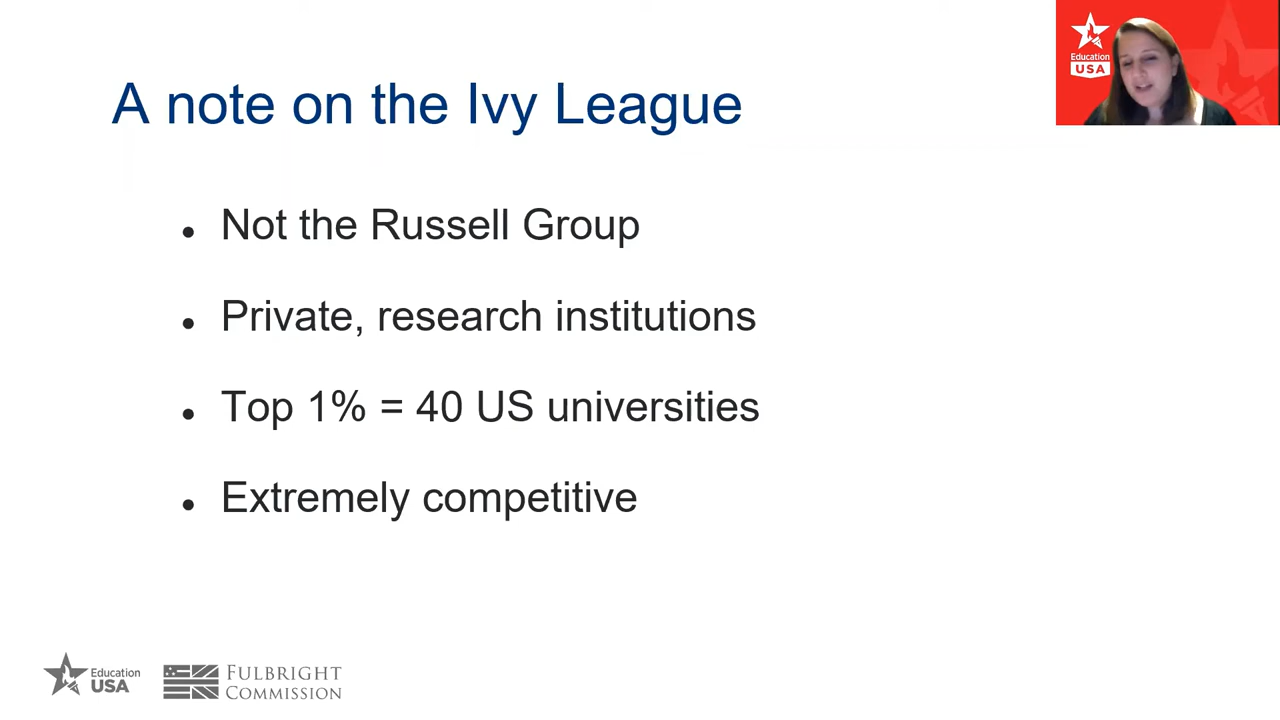 A note on the Ivy League
Education
USA
Not the Russell Group
Private, research institutions
Top 1% = 40 US universities
Extremely competitive
Education
USA
FULBRIGHT
COMMISSION